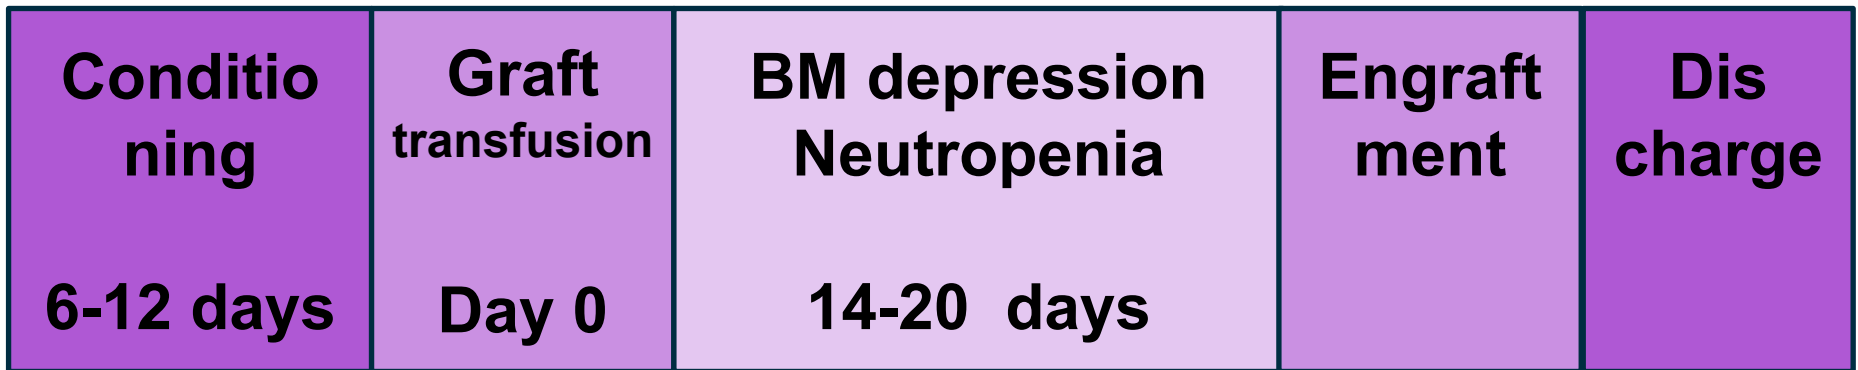 Conditio
ning
6-12 days
Graft
transfusion
Day 0
BM depression
Neutropenia
14-20  days
Engraft
ment
Dis
charge